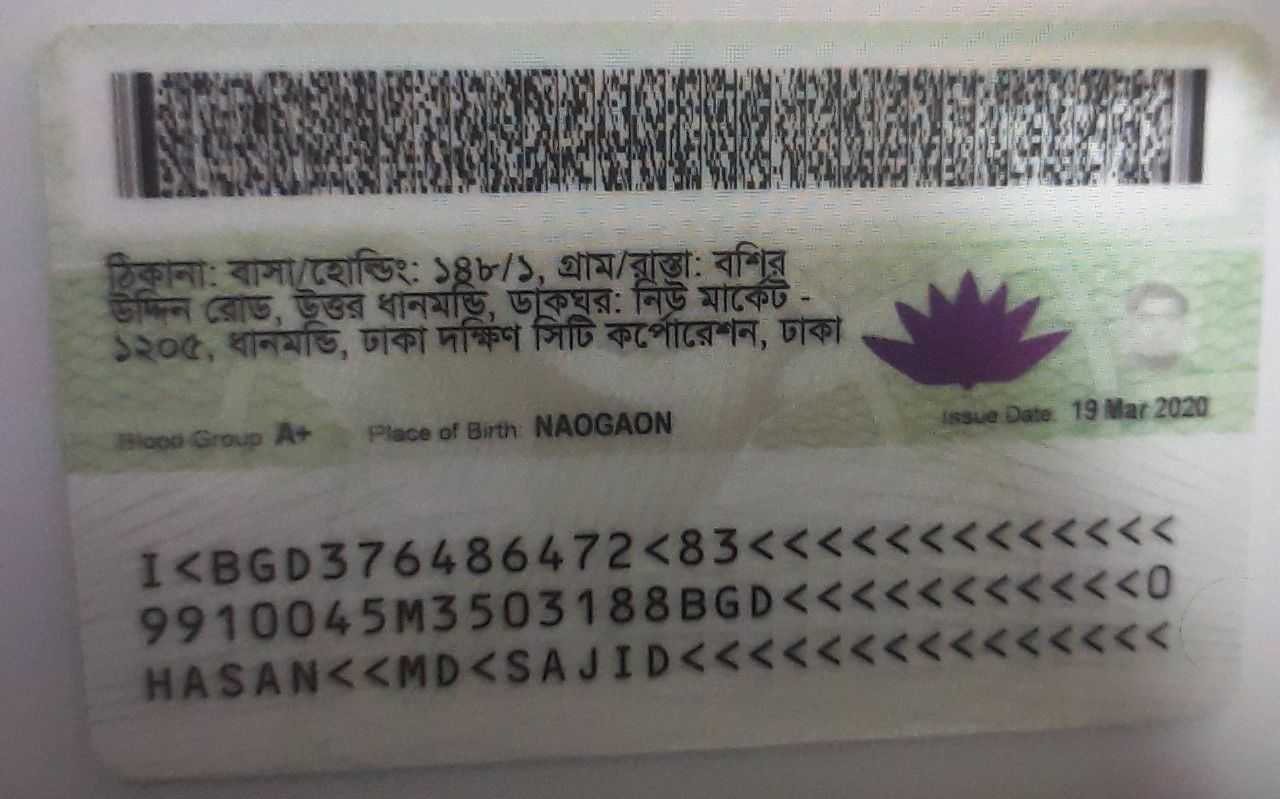 ঠিকানা: বাসা/হোল্ডিং: ১৪৮/১, গ্রাম/রাস্তা: বশির
উদ্দিন রোড, উত্তর ধানমন্ডি, ডাকঘর: নিউ মার্কেট -
১২০৫, ধানমন্ডি, ঢাকা দক্ষিণ সিটি কর্পোরেশন, ঢাকা
Blood Group A+ Place of Birth: NAOGAON Issue Date: 19 Mar 2020
I<BGD376486472<83<<<<<<<<<<<<<
9910045M3503188BGD<<<<<<<<<<<0
HASAN<<MD<SAJID<<<<<<<<<<<<<<<